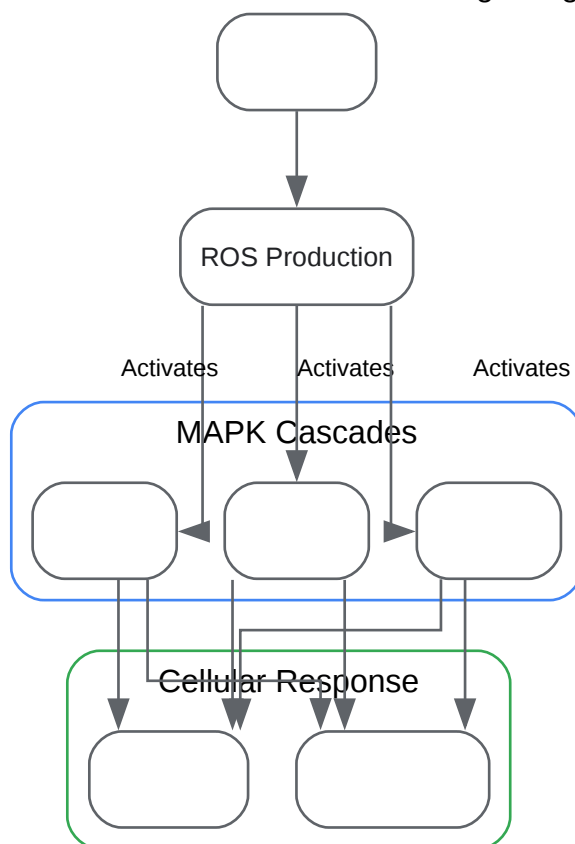 ROS Production
Activates Activates Activates
MAPK Cascades
Cellular Response